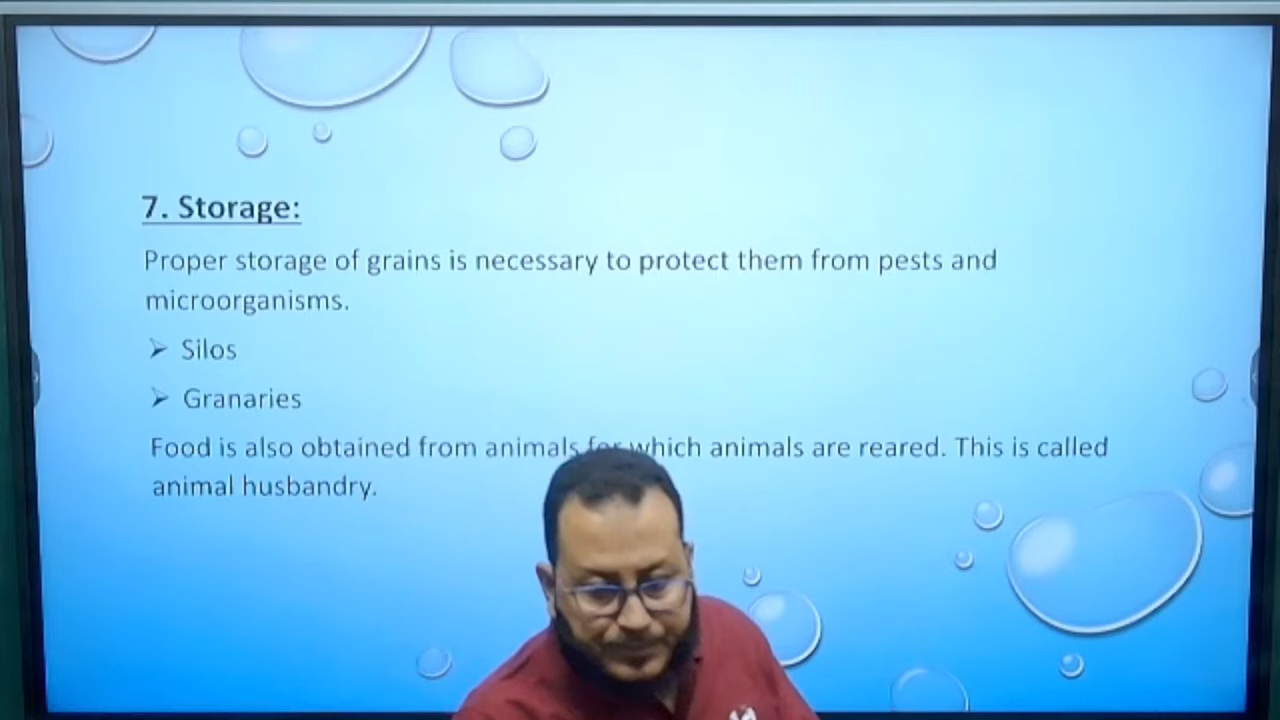 7. Storage:
Proper storage of grains is necessary to protect them from pests and
microorganisms.
➢ Silos
➢ Granaries
Food is also obtained from animals for which animals are reared. This is called
animal husbandry.